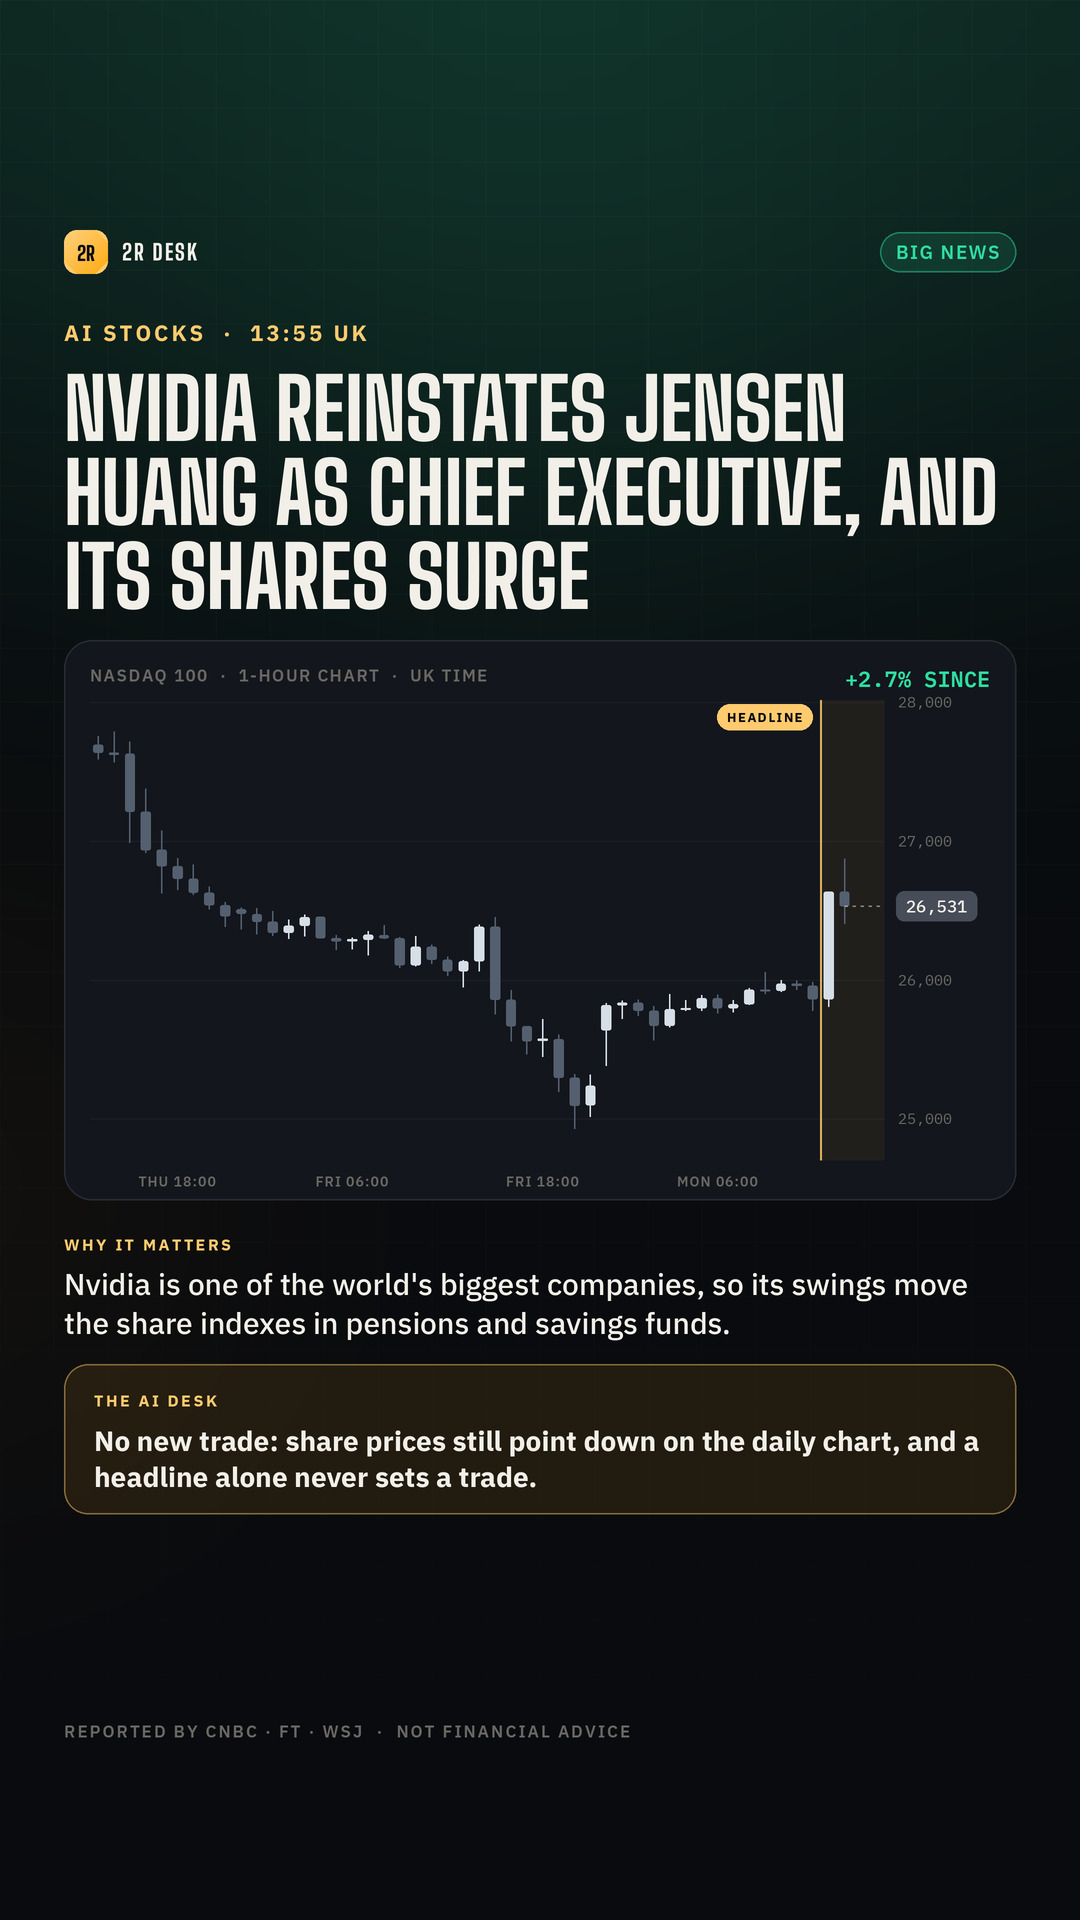 2R 2R DESK
BIG NEWS
AI STOCKS · 13:55 UK
NVIDIA REINSTATES JENSEN
HUANG AS CHIEF EXECUTIVE, AND
ITS SHARES SURGE
NASDAQ 100 · 1-HOUR CHART · UK TIME
+2.7% SINCE
28,000
HEADLINE
27,000
26,531
26,000
25,000
THU 18:00
FRI 06:00
FRI 18:00
MON 06:00
WHY IT MATTERS
Nvidia is one of the world's biggest companies, so its swings move
the share indexes in pensions and savings funds.
THE AI DESK
No new trade: share prices still point down on the daily chart, and a
headline alone never sets a trade.
REPORTED BY CNBC · FT · WSJ · NOT FINANCIAL ADVICE